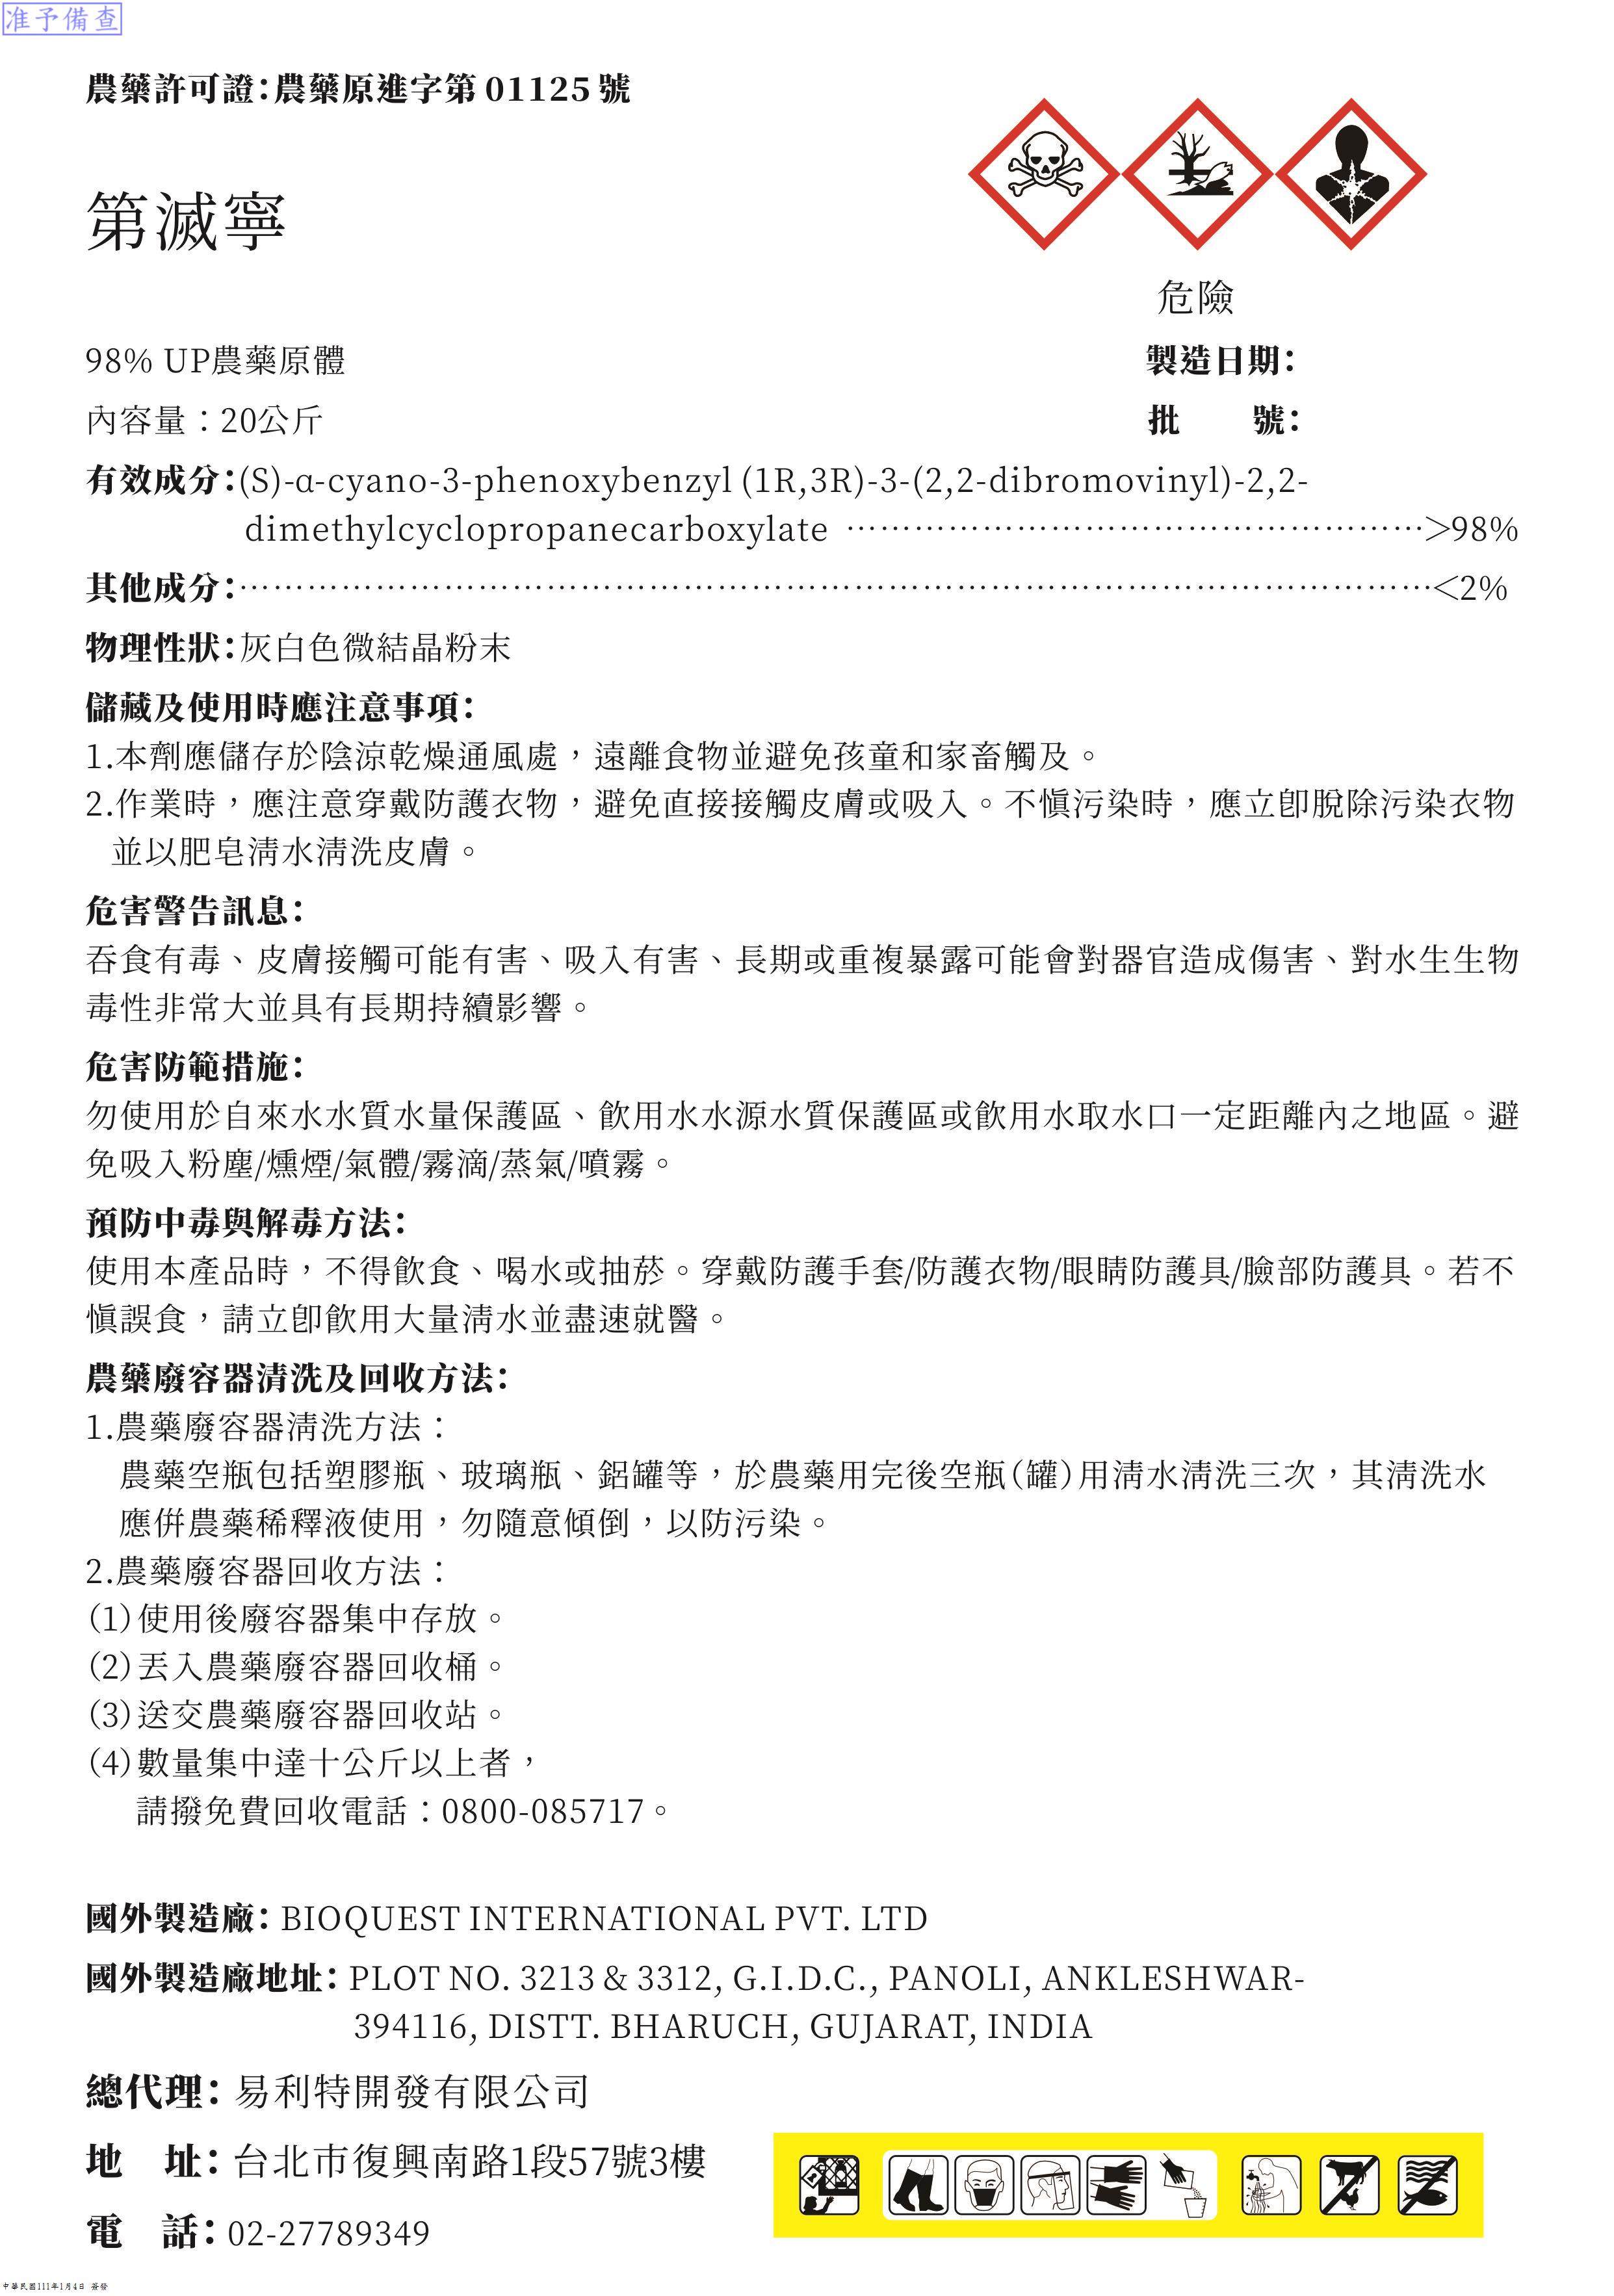 准予備查
農藥許可證：農藥原進字第 01125 號
第滅寧
危險
98% UP農藥原體
製造日期：
內容量：20公斤
批　號：
有效成分：(S)-α-cyano-3-phenoxybenzyl (1R,3R)-3-(2,2-dibromovinyl)-2,2-
dimethylcyclopropanecarboxylate ………………………………………………>98%
其他成分：…………………………………………………………………………………………………<2%
物理性狀：灰白色微結晶粉末
儲藏及使用時應注意事項：
1.本劑應儲存於陰涼乾燥通風處，遠離食物並避免孩童和家畜觸及。
2.作業時，應注意穿戴防護衣物，避免直接接觸皮膚或吸入。不慎污染時，應立即脫除污染衣物
並以肥皂清水清洗皮膚。
危害警告訊息：
吞食有毒、皮膚接觸可能有害、吸入有害、長期或重複暴露可能會對器官造成傷害、對水生生物
毒性非常大並具有長期持續影響。
危害防範措施：
勿使用於自來水水質水量保護區、飲用水水源水質保護區或飲用水取水口一定距離內之地區。避
免吸入粉塵/燻煙/氣體/霧滴/蒸氣/噴霧。
預防中毒與解毒方法：
使用本產品時，不得飲食、喝水或抽菸。穿戴防護手套/防護衣物/眼睛防護具/臉部防護具。若不
慎誤食，請立即飲用大量清水並盡速就醫。
農藥廢容器清洗及回收方法：
1.農藥廢容器清洗方法：
農藥空瓶包括塑膠瓶、玻璃瓶、鋁罐等，於農藥用完後空瓶(罐)用清水清洗三次，其清洗水
應併農藥稀釋液使用，勿隨意傾倒，以防污染。
2.農藥廢容器回收方法：
(1)使用後廢容器集中存放。
(2)丟入農藥廢容器回收桶。
(3)送交農藥廢容器回收站。
(4)數量集中達十公斤以上者，
請撥免費回收電話：0800-085717。
國外製造廠：BIOQUEST INTERNATIONAL PVT. LTD
國外製造廠地址：PLOT NO. 3213 & 3312, G.I.D.C., PANOLI, ANKLESHWAR-
394116, DISTT. BHARUCH, GUJARAT, INDIA
總代理：易利特開發有限公司
地　址：台北市復興南路1段57號3樓
電　話：02-27789349
中華民國111年1月4日 簽發